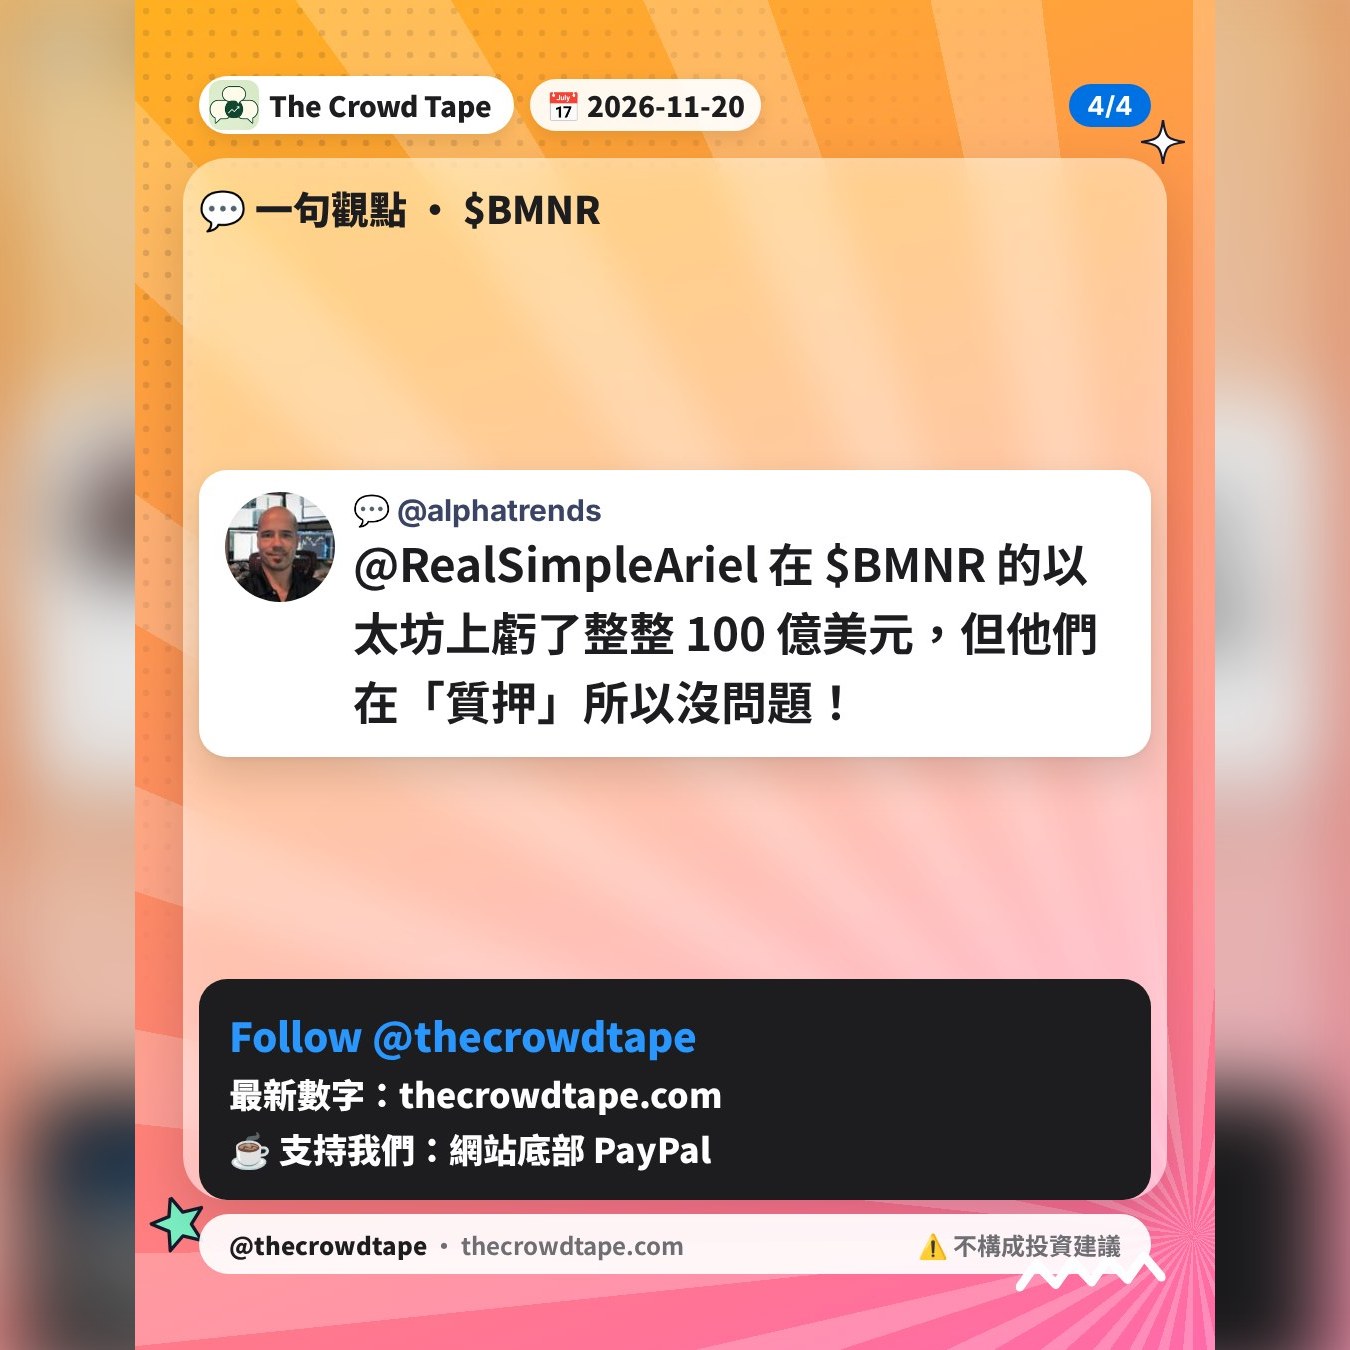 The Crowd Tape
July 17 2026-11-20
4/4
💬 一句觀點 · $BMNR
💬 @alphatrends
@RealSimpleAriel 在 $BMNR 的以
太坊上虧了整整 100 億美元，但他們
在「質押」所以沒問題！
Follow @thecrowdtape
最新數字：thecrowdtape.com
☕ 支持我們：網站底部 PayPal
@thecrowdtape · thecrowdtape.com
⚠️ 不構成投資建議